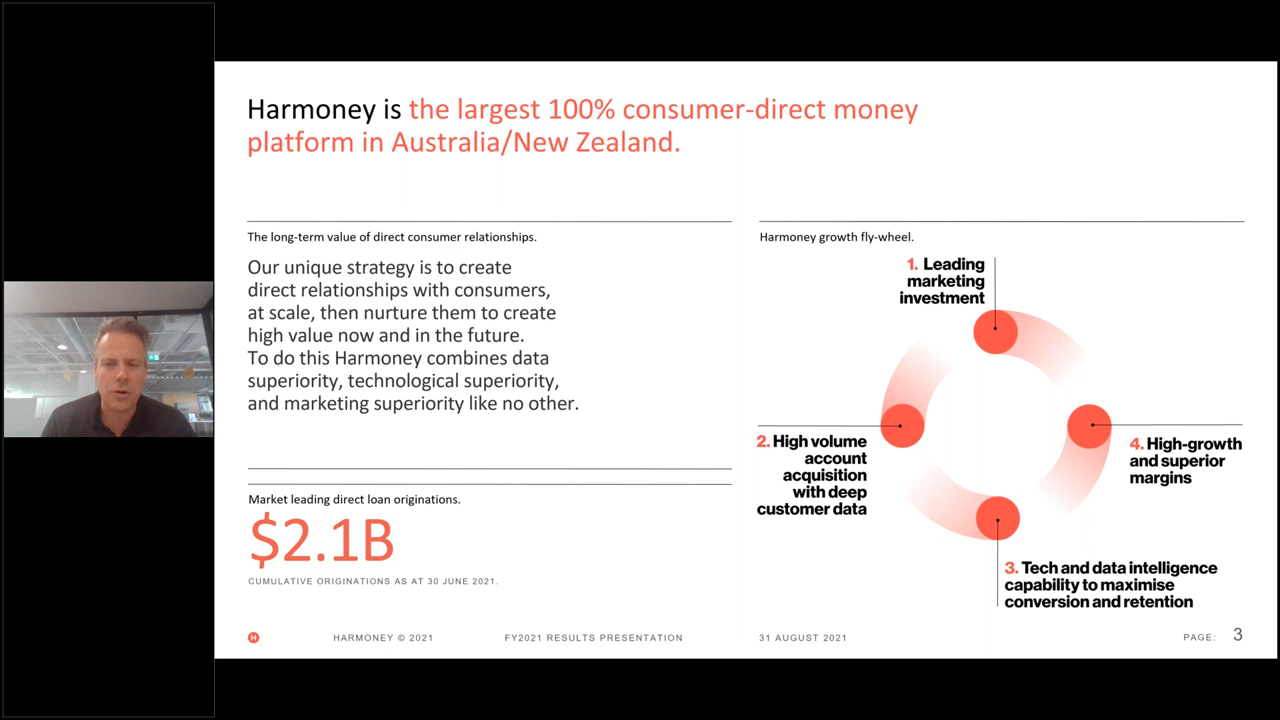 Harmoney is the largest 100% consumer-direct money
platform in Australia/New Zealand.
The long-term value of direct consumer relationships.
Our unique strategy is to create
direct relationships with consumers,
at scale, then nurture them to create
high value now and in the future.
To do this Harmoney combines data
superiority, technological superiority,
and marketing superiority like no other.
Market leading direct loan originations.
$2.1B
CUMULATIVE ORIGINATIONS AS AT 30 JUNE 2021.
Harmoney growth fly-wheel.
1. Leading
marketing
investment
2. High volume
account
acquisition
with deep
customer data
3. Tech and data intelligence
capability to maximise
conversion and retention
4. High-growth
and superior
margins
H HARMONEY © 2021 FY2021 RESULTS PRESENTATION 31 AUGUST 2021 PAGE: 3